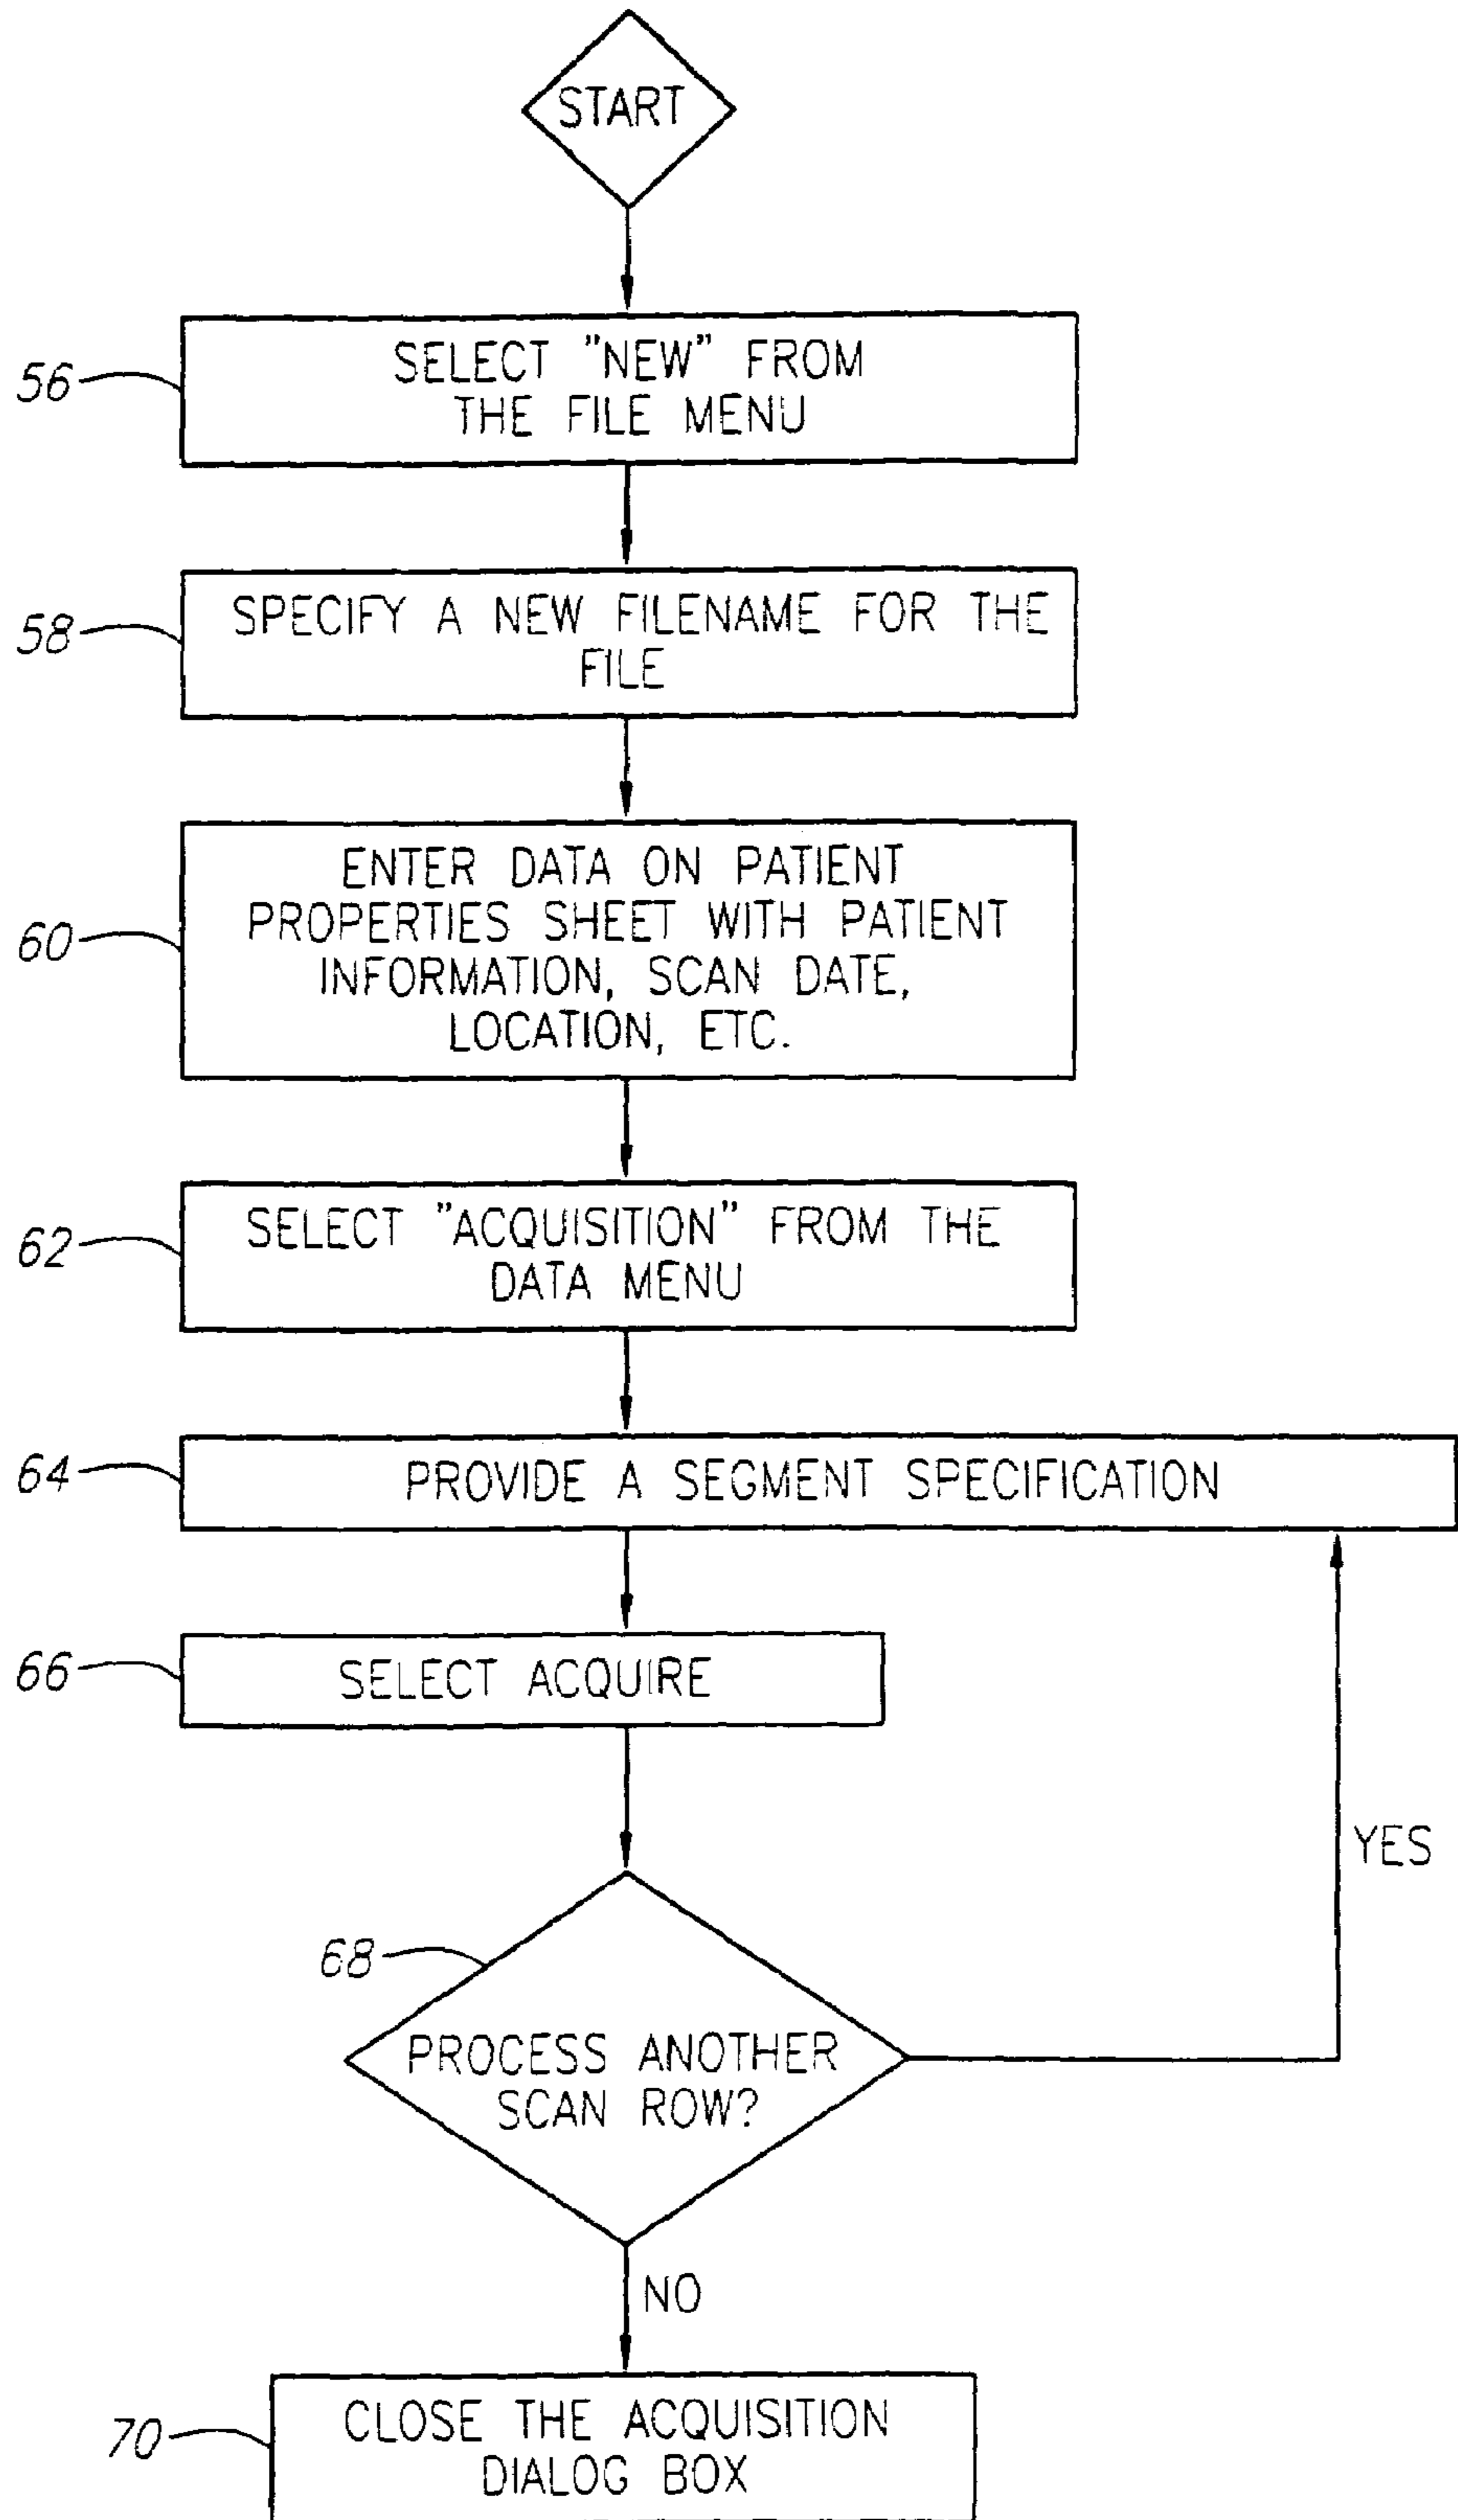 START
56
SELECT "NEW" FROM
THE FILE MENU
58
SPECIFY A NEW FILENAME FOR THE
FILE
60
ENTER DATA ON PATIENT
PROPERTIES SHEET WITH PATIENT
INFORMATION, SCAN DATE,
LOCATION, ETC.
62
SELECT "ACQUISITION" FROM THE
DATA MENU
64
PROVIDE A SEGMENT SPECIFICATION
66
SELECT ACQUIRE
YES
68
PROCESS ANOTHER
SCAN ROW?
NO
70
CLOSE THE ACQUISITION
DIALOG BOX